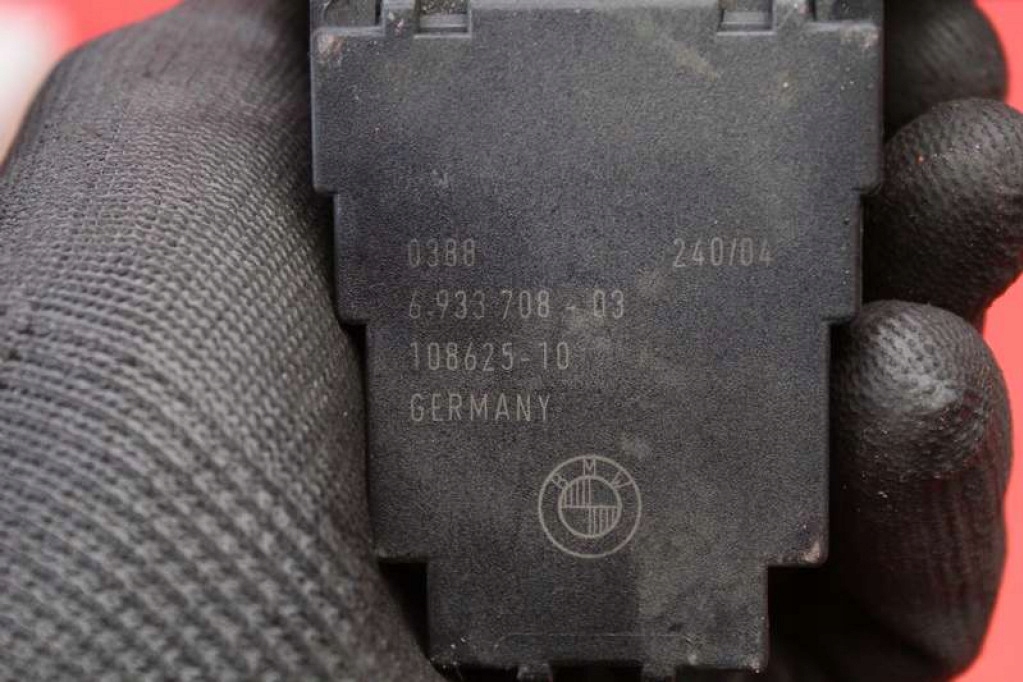 0388 240/04
6.933 708 - 03
108625-10
GERMANY
BMW